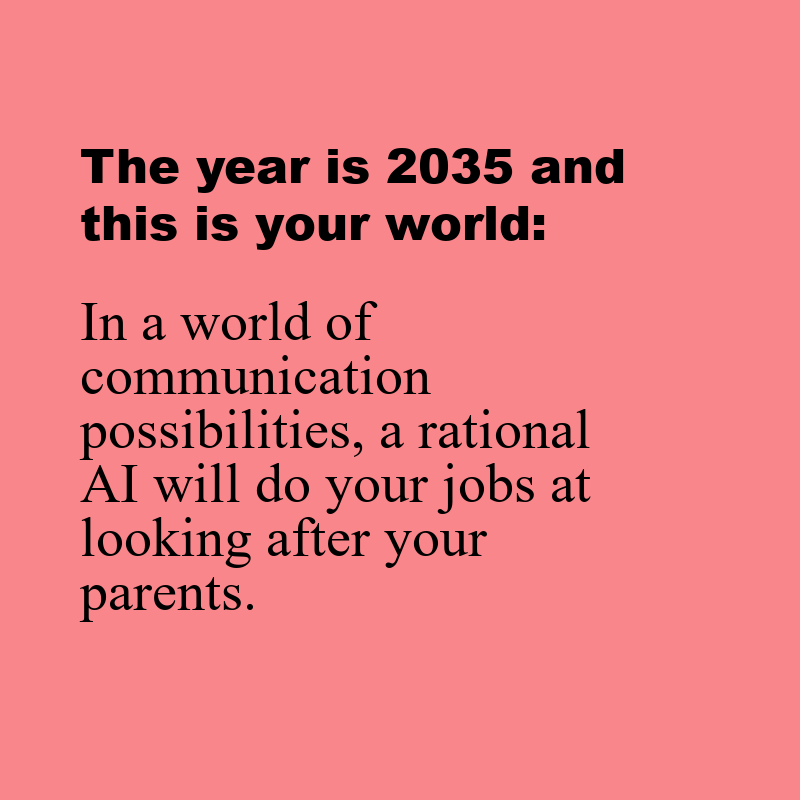 The year is 2035 and
this is your world:
In a world of
communication
possibilities, a rational
AI will do your jobs at
looking after your
parents.